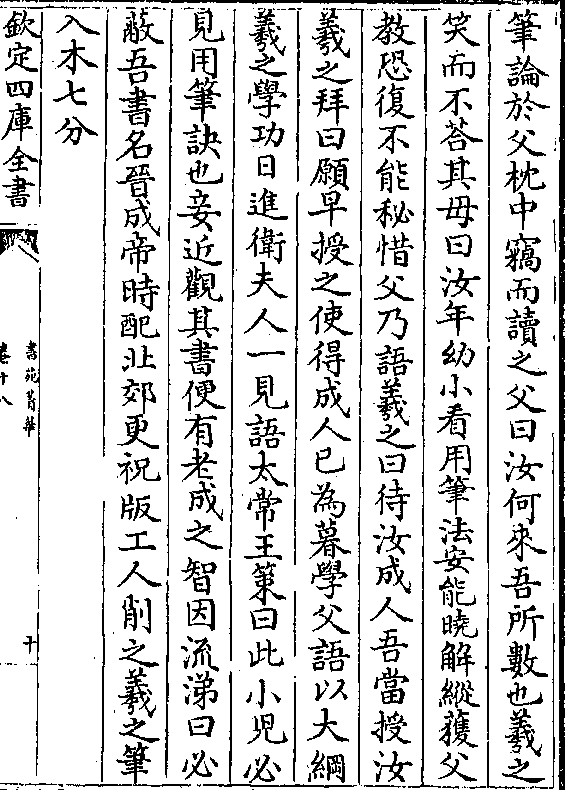 筆論於父枕中竊而讀之父曰汝何來吾所數也羲之
笑而不荅其母曰汝年幼小看用筆法安能曉解縱獲父
教恐復不能秘惜父乃語羲之曰待汝成人吾當授汝
羲之拜曰願早授之使得成人已為暮學父語以大綱
羲之學功日進衛夫人一見語太常王策曰此小兒必
見用筆訣也妾近觀其書便有老成之智因流涕曰必
蔽吾書名晉成帝時配北郊更祝版工人削之羲之筆
入木七分
欽定四庫全書
書苑菁華
卷十八
十